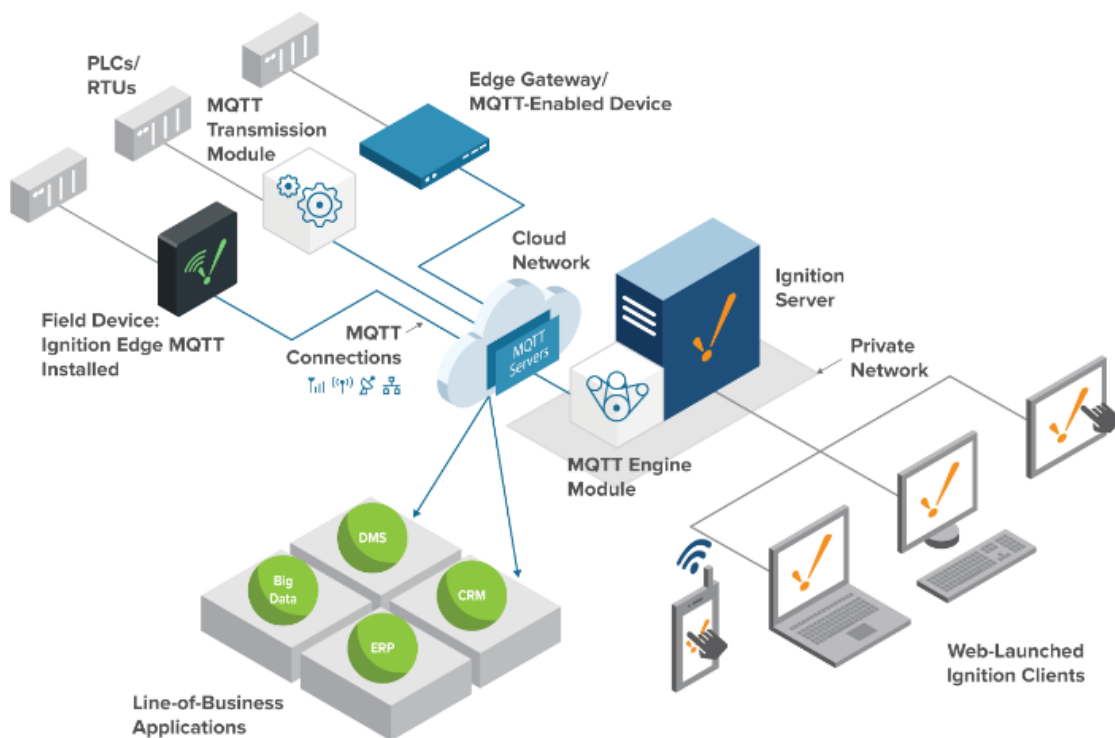 PLCs/
RTUs
MQTT
Transmission
Module
Edge Gateway/
MQTT-Enabled Device
Cloud
Network
Ignition
Server
Field Device:
Ignition Edge MQTT
Installed
MQTT
Connections
MQTT
Servers
Private
Network
MQTT Engine
Module
DMS
Big
Data
CRM
ERP
Line-of-Business
Applications
Web-Launched
Ignition Clients